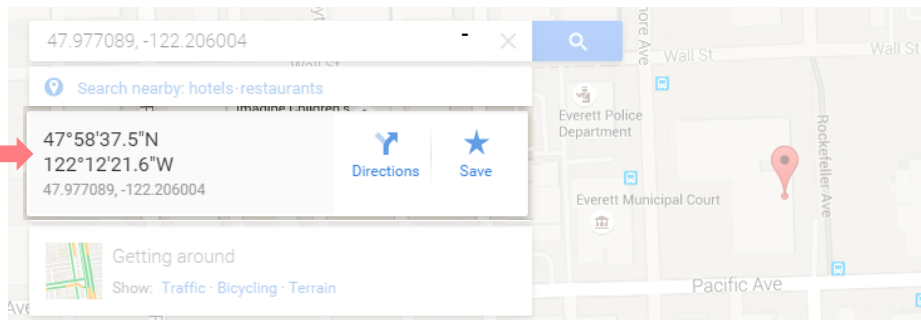 47.977089, -122.206004
Search nearby: hotels·restaurants
47°58'37.5"N
122°12'21.6"W
47.977089, -122.206004
Directions
Save
Getting around
Show: Traffic · Bicycling · Terrain
Wall St
Wall St
Everett Police
Department
Everett Municipal Court
Rockefeller Ave
Pacific Ave
Ave